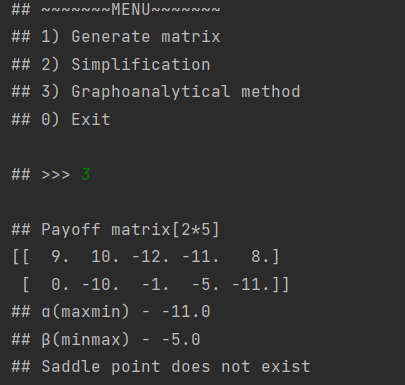 ## ~~~~~~~MENU~~~~~~~
## 1) Generate matrix
## 2) Simplification
## 3) Graphoanalytical method
## 0) Exit
## >>> 3
## Payoff matrix[2*5]
[[  9.  10. -12. -11.   8.]
 [  0. -10.  -1.  -5. -11.]]
## α(maxmin) - -11.0
## β(minmax) - -5.0
## Saddle point does not exist